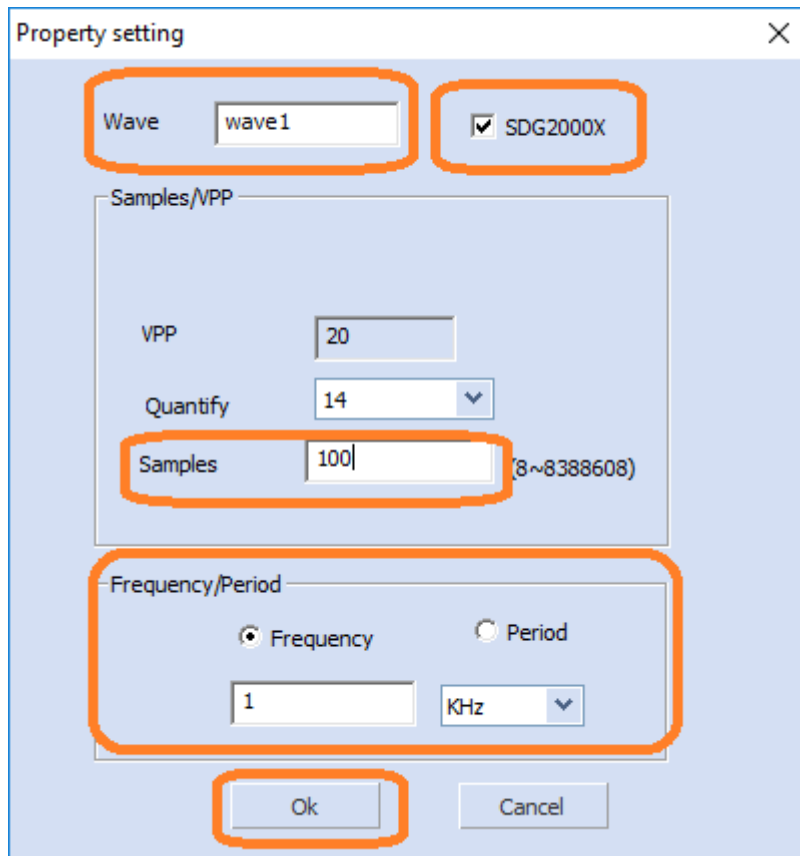 Property setting
Wave wave1 SDG2000X
Samples/VPP
VPP 20
Quantify 14
Samples 100 (8~8388608)
Frequency/Period
Frequency Period
1 KHz
Ok Cancel